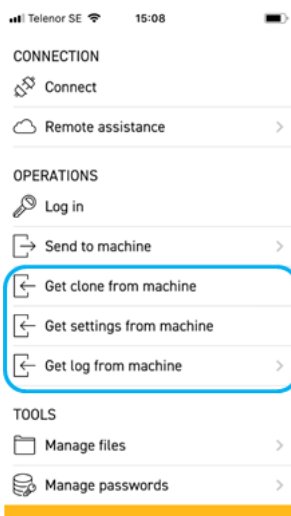 Telenor SE 15:08
CONNECTION
Connect
Remote assistance
OPERATIONS
Log in
Send to machine
Get clone from machine
Get settings from machine
Get log from machine
TOOLS
Manage files
Manage passwords